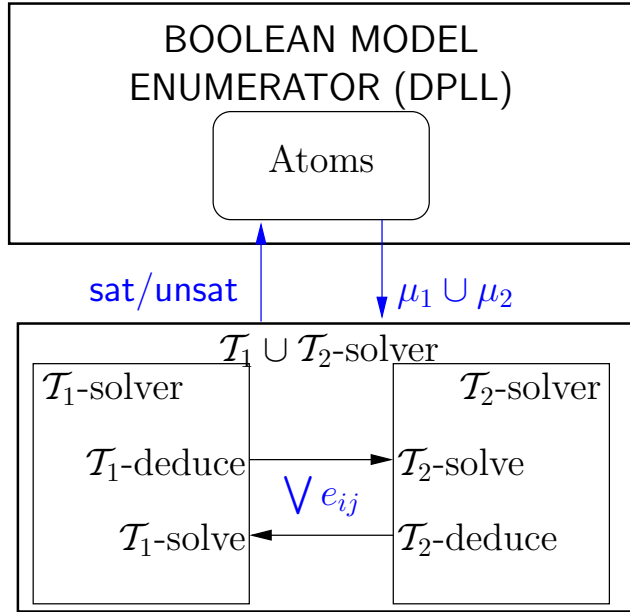 BOOLEAN MODEL
ENUMERATOR (DPLL)
Atoms
sat/unsat
μ₁ ∪ μ₂
𝒯₁ ∪ 𝒯₂-solver
𝒯₁-solver
𝒯₂-solver
𝒯₁-deduce
𝒯₂-solve
⋁ eᵢⱼ
𝒯₁-solve
𝒯₂-deduce